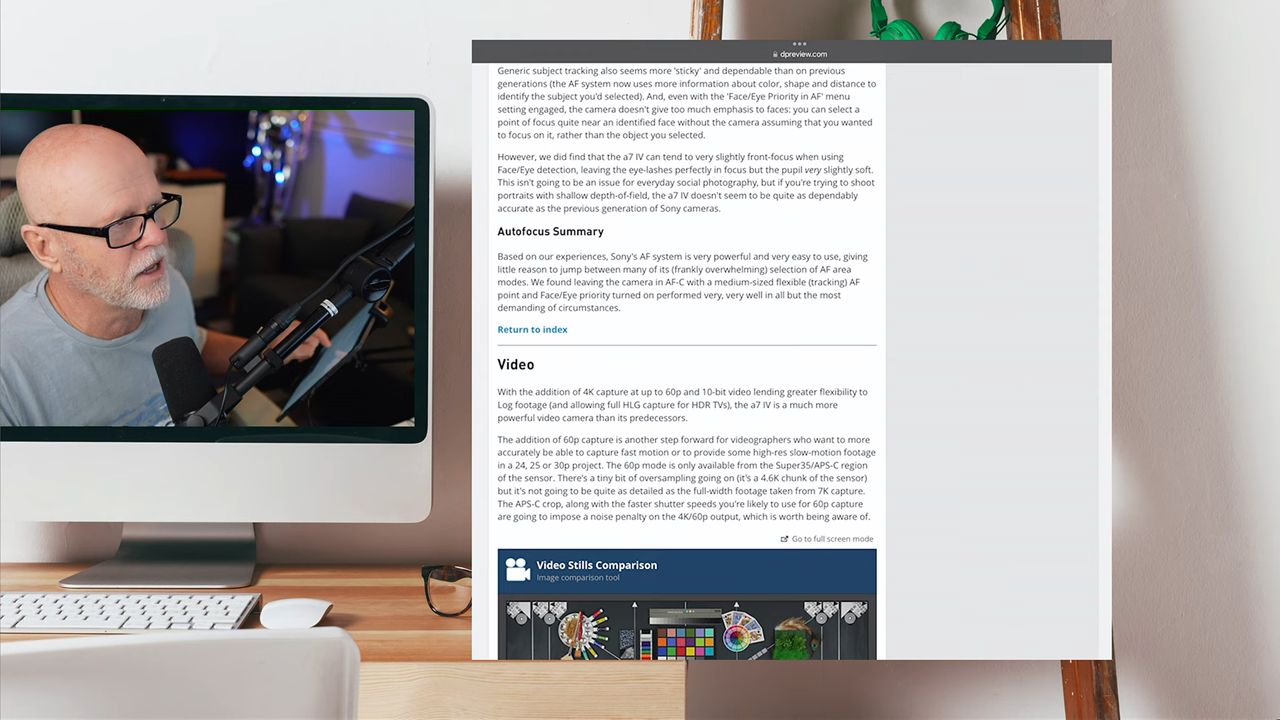 dpreview.com
Generic subject tracking also seems more 'sticky' and dependable than on previous
generations (the AF system now uses more information about color, shape and distance to
identify the subject you'd selected). And, even with the 'Face/Eye Priority in AF' menu
setting engaged, the camera doesn't give too much emphasis to faces: you can select a
point of focus quite near an identified face without the camera assuming that you wanted
to focus on it, rather than the object you selected.
However, we did find that the a7 IV can tend to very slightly front-focus when using
Face/Eye detection, leaving the eye-lashes perfectly in focus but the pupil very slightly soft.
This isn't going to be an issue for everyday social photography, but if you're trying to shoot
portraits with shallow depth-of-field, the a7 IV doesn't seem to be quite as dependably
accurate as the previous generation of Sony cameras.
Autofocus Summary
Based on our experiences, Sony's AF system is very powerful and very easy to use, giving
little reason to jump between many of its (frankly overwhelming) selection of AF area
modes. We found leaving the camera in AF-C with a medium-sized flexible (tracking) AF
point and Face/Eye priority turned on performed very, very well in all but the most
demanding of circumstances.
Return to index
Video
With the addition of 4K capture at up to 60p and 10-bit video lending greater flexibility to
Log footage (and allowing full HLG capture for HDR TVs), the a7 IV is a much more
powerful video camera than its predecessors.
The addition of 60p capture is another step forward for videographers who want to more
accurately be able to capture fast motion or to provide some high-res slow-motion footage
in a 24, 25 or 30p project. The 60p mode is only available from the Super35/APS-C region
of the sensor. There's a tiny bit of oversampling going on (it's a 4.6K chunk of the sensor)
but it's not going to be quite as detailed as the full-width footage taken from 7K capture.
The APS-C crop, along with the faster shutter speeds you're likely to use for 60p capture
are going to impose a noise penalty on the 4K/60p output, which is worth being aware of.
Go to full screen mode
Video Stills Comparison
Image comparison tool